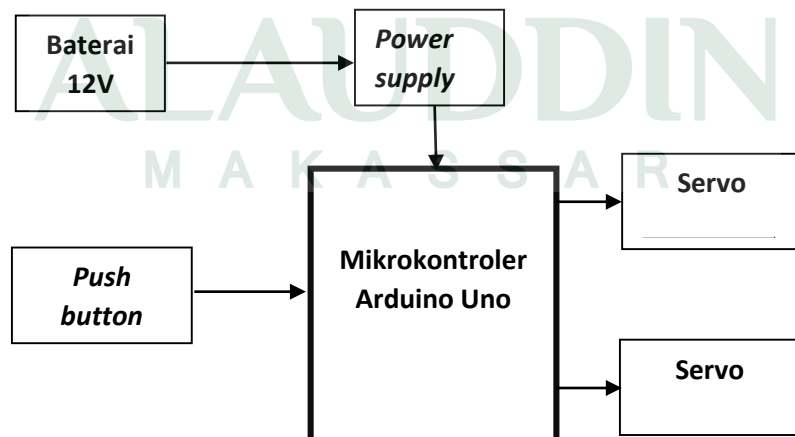 Baterai
12V
Power
supply
ALAUDDIN
MAKASSAR
Servo
Push
button
Mikrokontroler
Arduino Uno
Servo